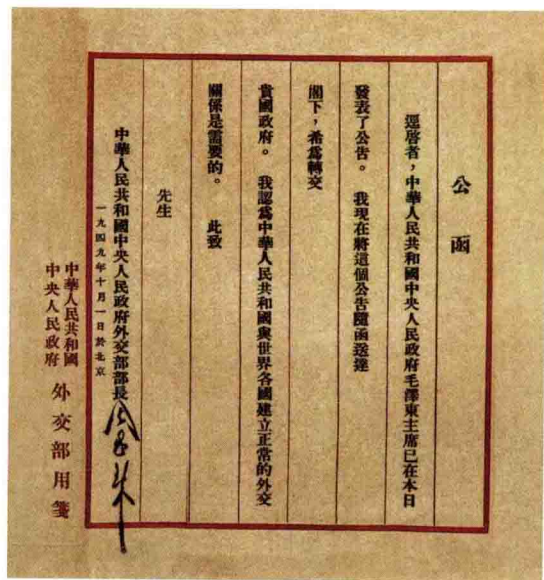 公函
逕啓者，中華人民共和國中央人民政府毛澤東主席已在本日
發表了公告。 我現在將這個公告隨函送達
閣下，希爲轉交
貴國政府。 我認爲中華人民共和國與世界各國建立正常的外交
關係是需要的。 此致
先生
中華人民共和國中央人民政府外交部部長 周恩來
一九四九年十月一日於北京
中華人民共和國
中央人民政府 外交部用箋